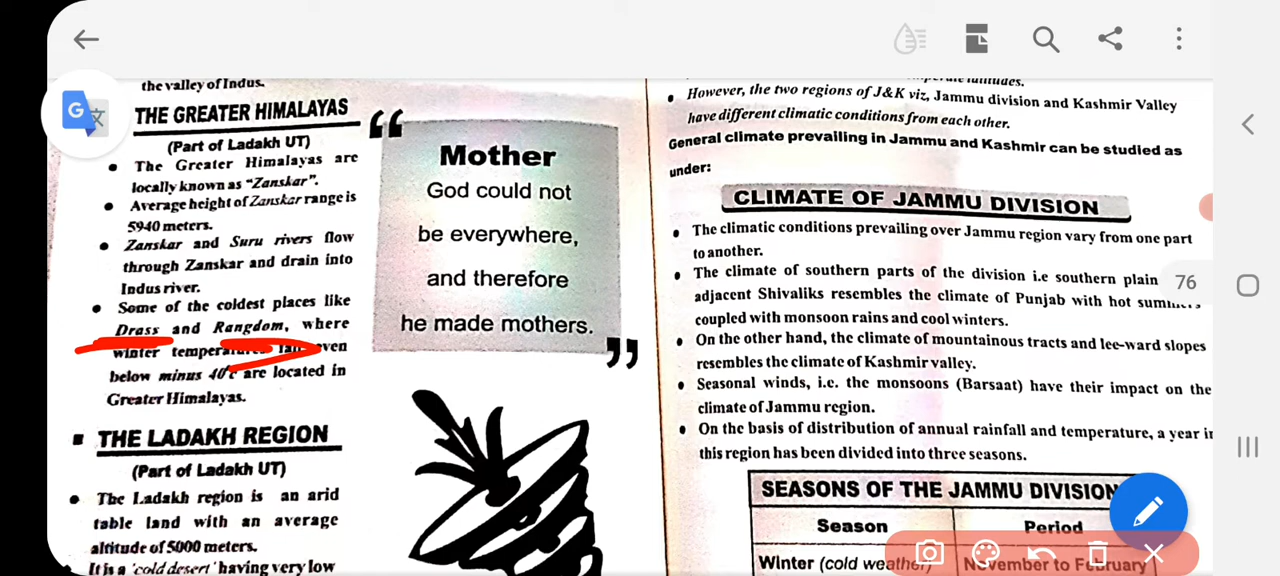 the valley of Indus.
THE GREATER HIMALAYAS
(Part of Ladakh UT)
• The Greater Himalayas are
locally known as "Zanskar".
• Average height of Zanskar range is
5940 meters.
• Zanskar and Suru rivers flow
through Zanskar and drain into
Indus river.
• Some of the coldest places like
Drass and Rangdom, where
winter temperatures fall even
below minus 40°c are located in
Greater Himalayas.
■ THE LADAKH REGION
(Part of Ladakh UT)
• The Ladakh region is an arid
table land with an average
altitude of 5000 meters.
It is a 'cold desert' having very low
“
Mother
God could not
be everywhere,
and therefore
he made mothers.
”
• However, the two regions of J&K viz, Jammu division and Kashmir Valley
have different climatic conditions from each other.
General climate prevailing in Jammu and Kashmir can be studied as
under:
CLIMATE OF JAMMU DIVISION
• The climatic conditions prevailing over Jammu region vary from one part
to another.
• The climate of southern parts of the division i.e southern plain
adjacent Shivaliks resembles the climate of Punjab with hot summers
coupled with monsoon rains and cool winters.
• On the other hand, the climate of mountainous tracts and lee-ward slopes
resembles the climate of Kashmir valley.
• Seasonal winds, i.e. the monsoons (Barsaat) have their impact on the
climate of Jammu region.
• On the basis of distribution of annual rainfall and temperature, a year in
this region has been divided into three seasons.
SEASONS OF THE JAMMU DIVISION
Season Period
Winter (cold weather) November to February
76
G